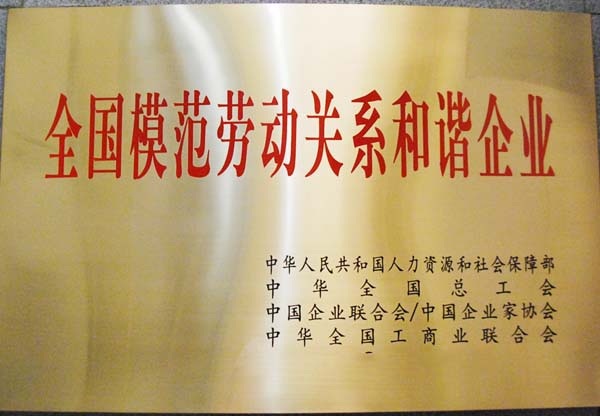 全国模范劳动关系和谐企业
中华人民共和国人力资源和社会保障部
中华全国总工会
中国企业联合会/中国企业家协会
中华全国工商业联合会